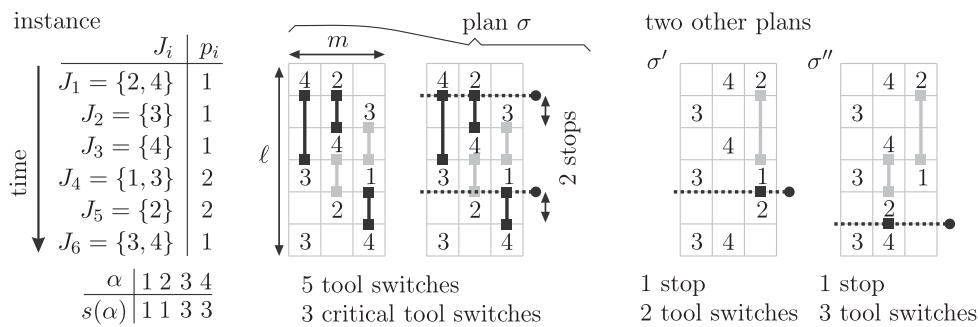 instance
plan σ
two other plans
J_i p_i
J_1 = {2, 4} 1
J_2 = {3} 1
J_3 = {4} 1
J_4 = {1, 3} 2
J_5 = {2} 2
J_6 = {3, 4} 1
time
α 1 2 3 4
s(α) 1 1 3 3
m
ℓ
4 2
3
4
3 1
2
3 4
4 2
3
4
3 1
2
3 4
2 stops
5 tool switches
3 critical tool switches
σ′
4 2
3
4
3 1
2
3 4
1 stop
2 tool switches
σ″
4 2
3
4
3 1
2
3 4
1 stop
3 tool switches